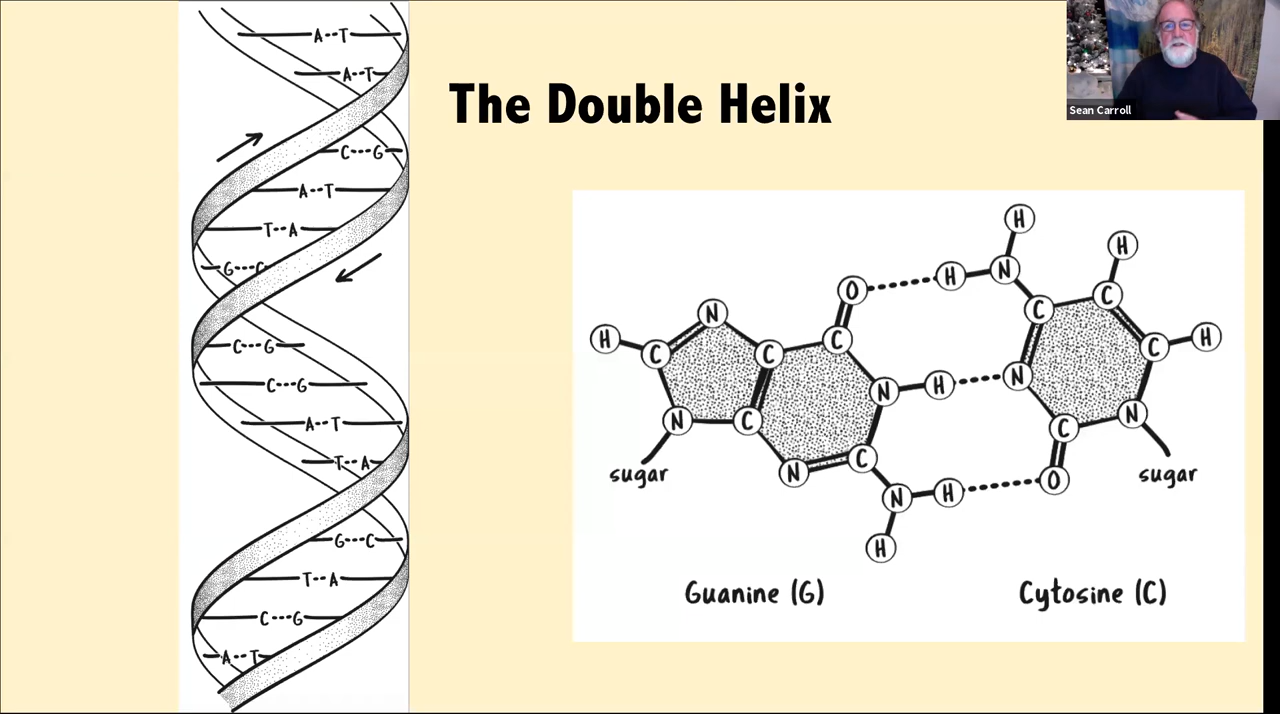 A--T
A--T
C---G
A--T
T--A
G---C
C---G
C---G
A--T
T--A
G---C
T--A
C---G
A--T
The Double Helix
Sean Carroll
H
H
N
H
O
H
N
C
C
N
H
C
C
C
C
H
N
H
N
N
C
N
C
N
C
sugar
N
C
O
sugar
N
H
H
Guanine (G)
Cytosine (C)